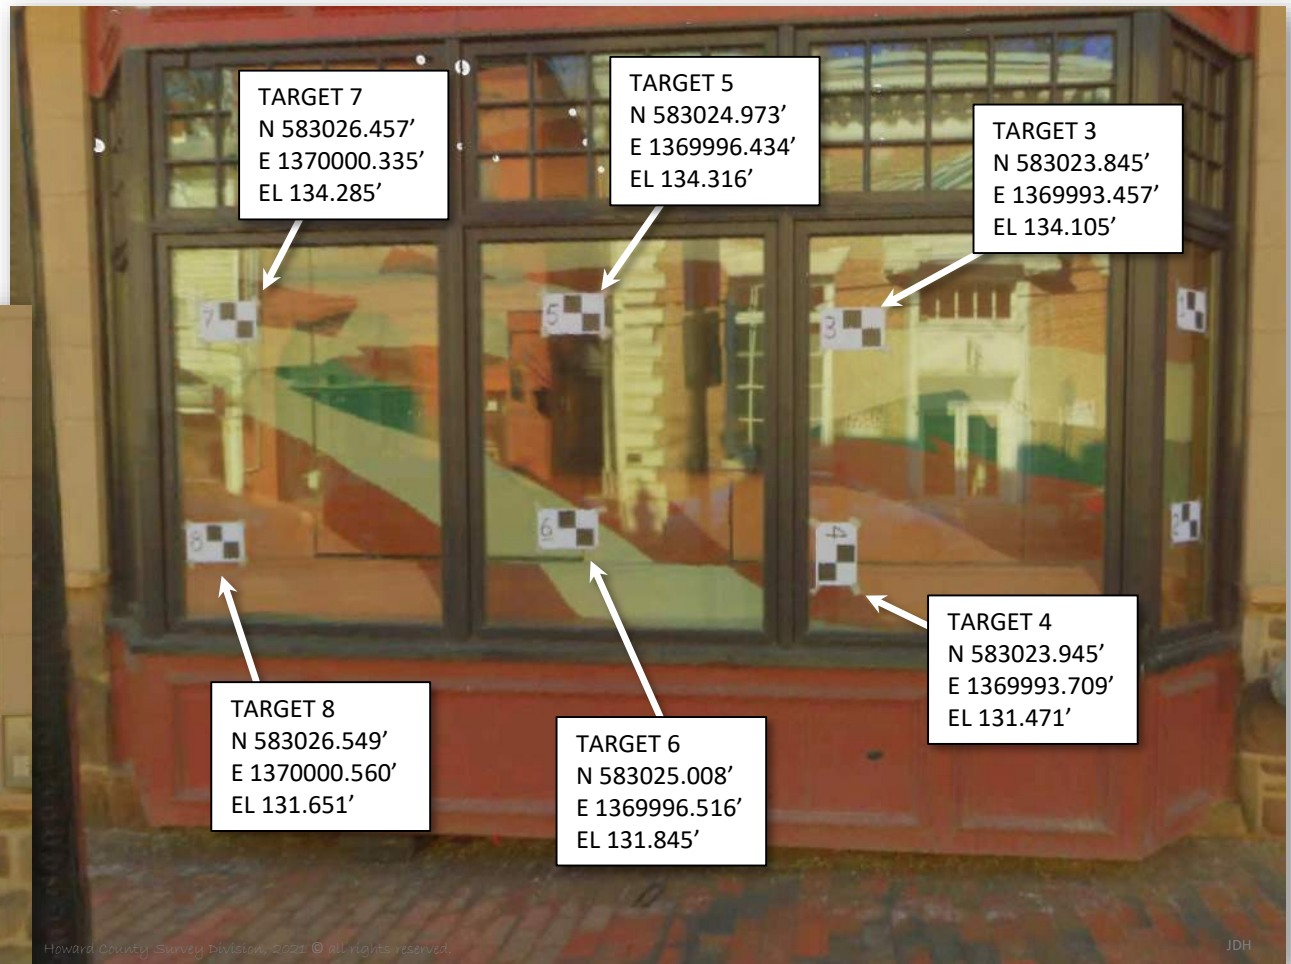 TARGET 7
N 583026.457’
E 1370000.335’
EL 134.285’
TARGET 5
N 583024.973’
E 1369996.434’
EL 134.316’
TARGET 3
N 583023.845’
E 1369993.457’
EL 134.105’
7
5
3
1
8
6
4
2
TARGET 8
N 583026.549’
E 1370000.560’
EL 131.651’
TARGET 6
N 583025.008’
E 1369996.516’
EL 131.845’
TARGET 4
N 583023.945’
E 1369993.709’
EL 131.471’
Howard County Survey Division, 2021 © all rights reserved.
JDH